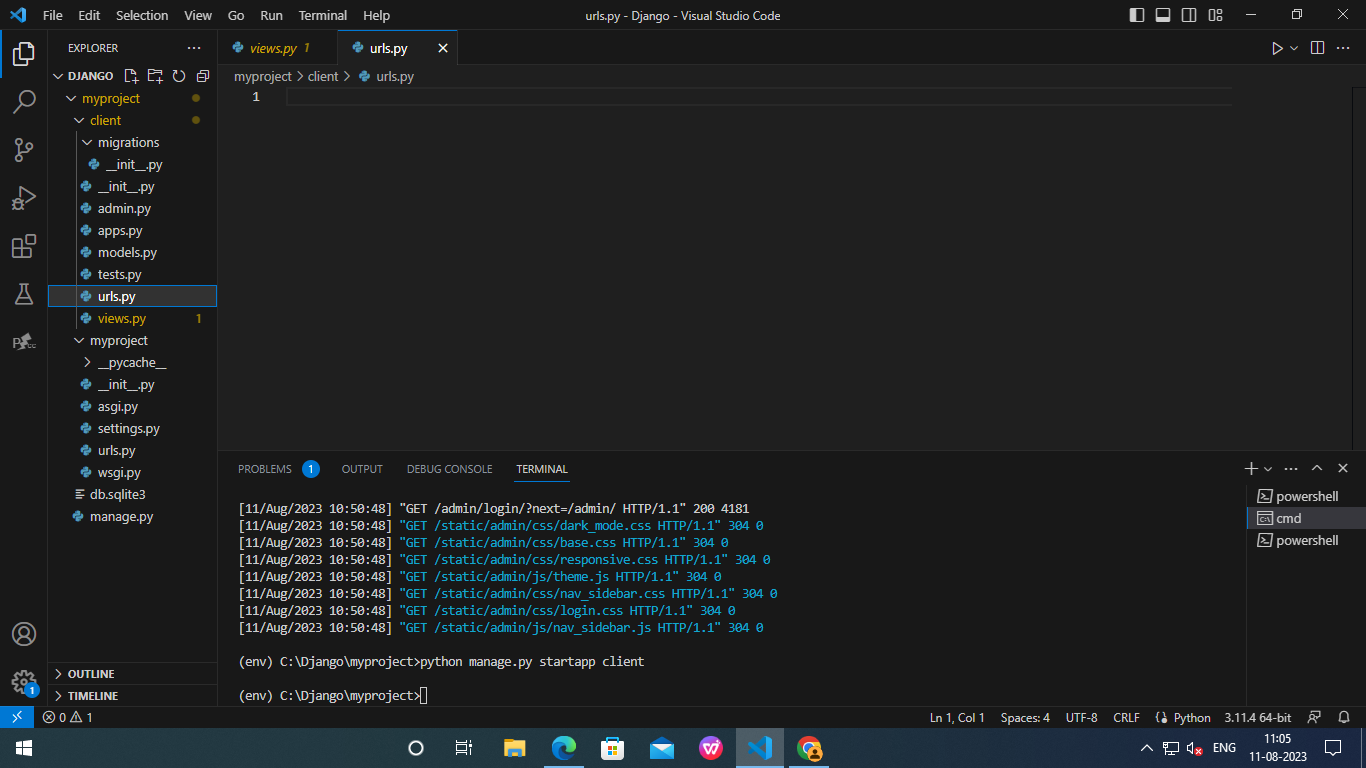 File Edit Selection View Go Run Terminal Help
urls.py - Django - Visual Studio Code
EXPLORER
DJANGO
myproject
client
migrations
__init__.py
__init__.py
admin.py
apps.py
models.py
tests.py
urls.py
views.py 1
myproject
__pycache__
__init__.py
asgi.py
settings.py
urls.py
wsgi.py
db.sqlite3
manage.py
OUTLINE
TIMELINE
1
views.py 1
urls.py
myproject > client > urls.py
1
PROBLEMS 1 OUTPUT DEBUG CONSOLE TERMINAL
[11/Aug/2023 10:50:48] "GET /admin/login/?next=/admin/ HTTP/1.1" 200 4181
[11/Aug/2023 10:50:48] "GET /static/admin/css/dark_mode.css HTTP/1.1" 304 0
[11/Aug/2023 10:50:48] "GET /static/admin/css/base.css HTTP/1.1" 304 0
[11/Aug/2023 10:50:48] "GET /static/admin/css/responsive.css HTTP/1.1" 304 0
[11/Aug/2023 10:50:48] "GET /static/admin/js/theme.js HTTP/1.1" 304 0
[11/Aug/2023 10:50:48] "GET /static/admin/css/nav_sidebar.css HTTP/1.1" 304 0
[11/Aug/2023 10:50:48] "GET /static/admin/css/login.css HTTP/1.1" 304 0
[11/Aug/2023 10:50:48] "GET /static/admin/js/nav_sidebar.js HTTP/1.1" 304 0
(env) C:\Django\myproject>python manage.py startapp client
(env) C:\Django\myproject>
powershell
cmd
powershell
0 1
Ln 1, Col 1 Spaces: 4 UTF-8 CRLF Python 3.11.4 64-bit
ENG
11:05
11-08-2023